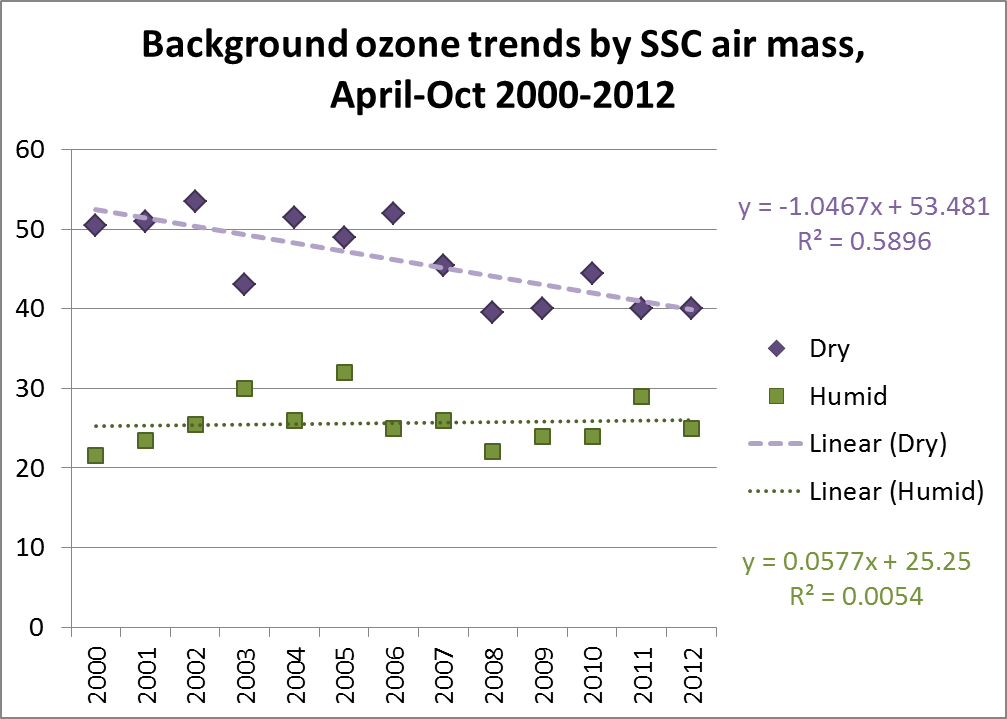 Background ozone trends by SSC air mass,
April-Oct 2000-2012
60
50
40
30
20
10
0
2000
2001
2002
2003
2004
2005
2006
2007
2008
2009
2010
2011
2012
y = -1.0467x + 53.481
R² = 0.5896
Dry
Humid
Linear (Dry)
Linear (Humid)
y = 0.0577x + 25.25
R² = 0.0054